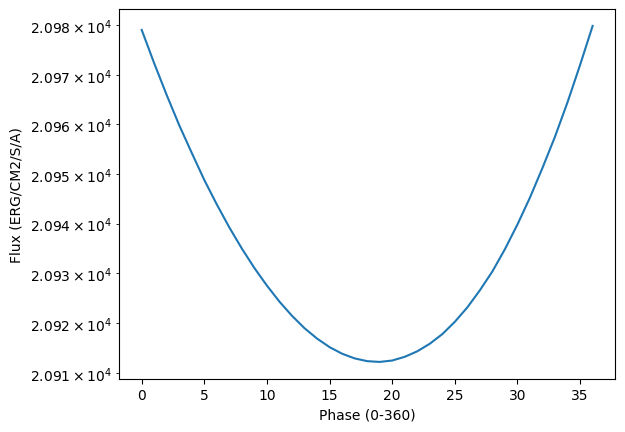 2.098 × 10⁴
2.097 × 10⁴
2.096 × 10⁴
2.095 × 10⁴
2.094 × 10⁴
2.093 × 10⁴
2.092 × 10⁴
2.091 × 10⁴
Flux (ERG/CM2/S/A)
0 5 10 15 20 25 30 35
Phase (0-360)